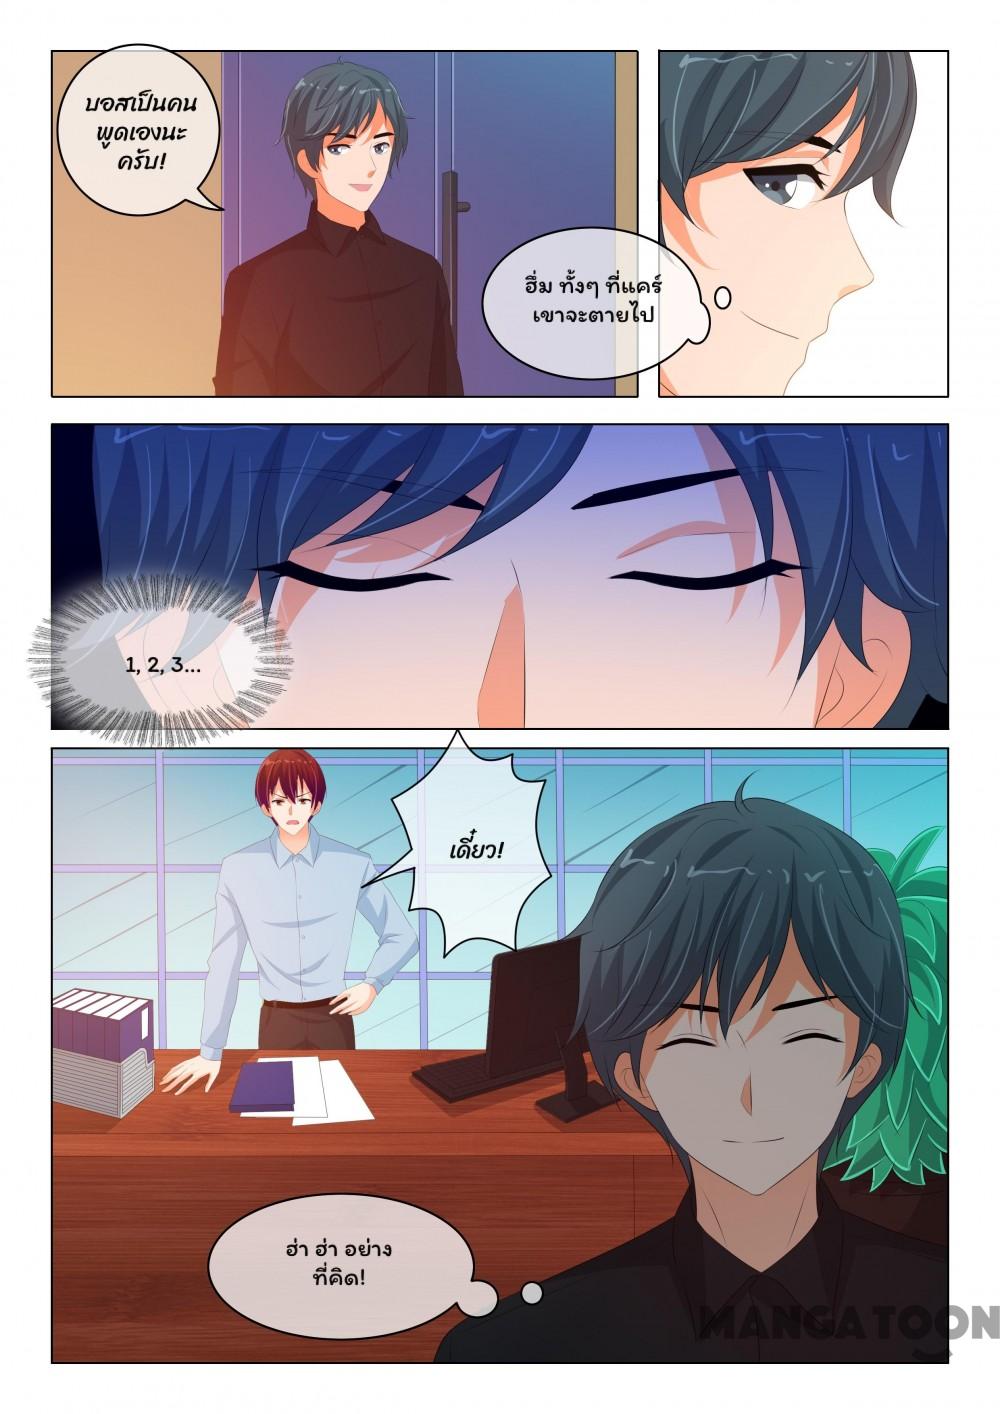 บอสเป็นคน
พูดเองนะ
ครับ!
ฮึ่ม ทั้งๆ ที่แคร์
เขาจะตายไป
1, 2, 3...
เดี๋ยว!
ฮ่า ฮ่า อย่าง
ที่คิด!
MANGATOON